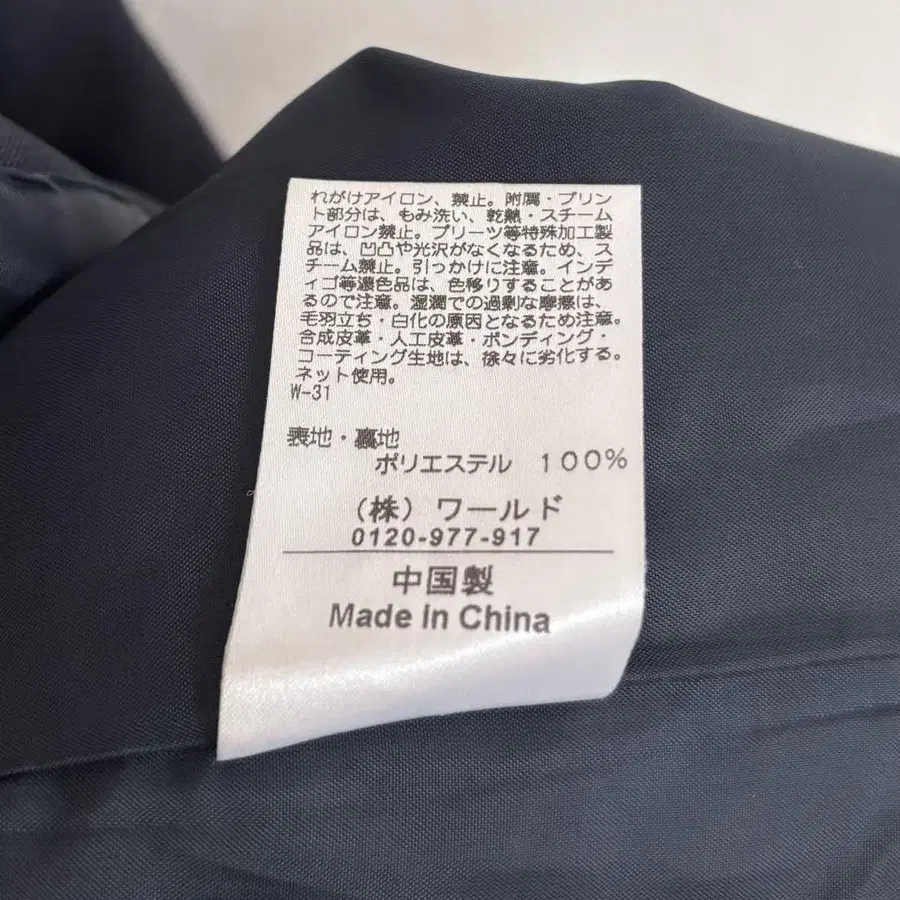 れがけアイロン、禁止。附属・プリン
ト部分は、もみ洗い、乾熱・スチーム
アイロン禁止。プリーツ等特殊加工製
品は、凹凸や光沢がなくなるため、ス
チーム禁止。引っかけに注意。インデ
ィゴ等濃色品は、色移りすることがあ
るので注意。湿潤での過剰な摩擦は、
毛羽立ち・白化の原因となるため注意。
合成皮革・人工皮革・ボンディング・
コーティング生地は、徐々に劣化する。
ネット使用。
W-31
表地・裏地
ポリエステル 100%
(株)ワールド
0120-977-917
中国製
Made in China